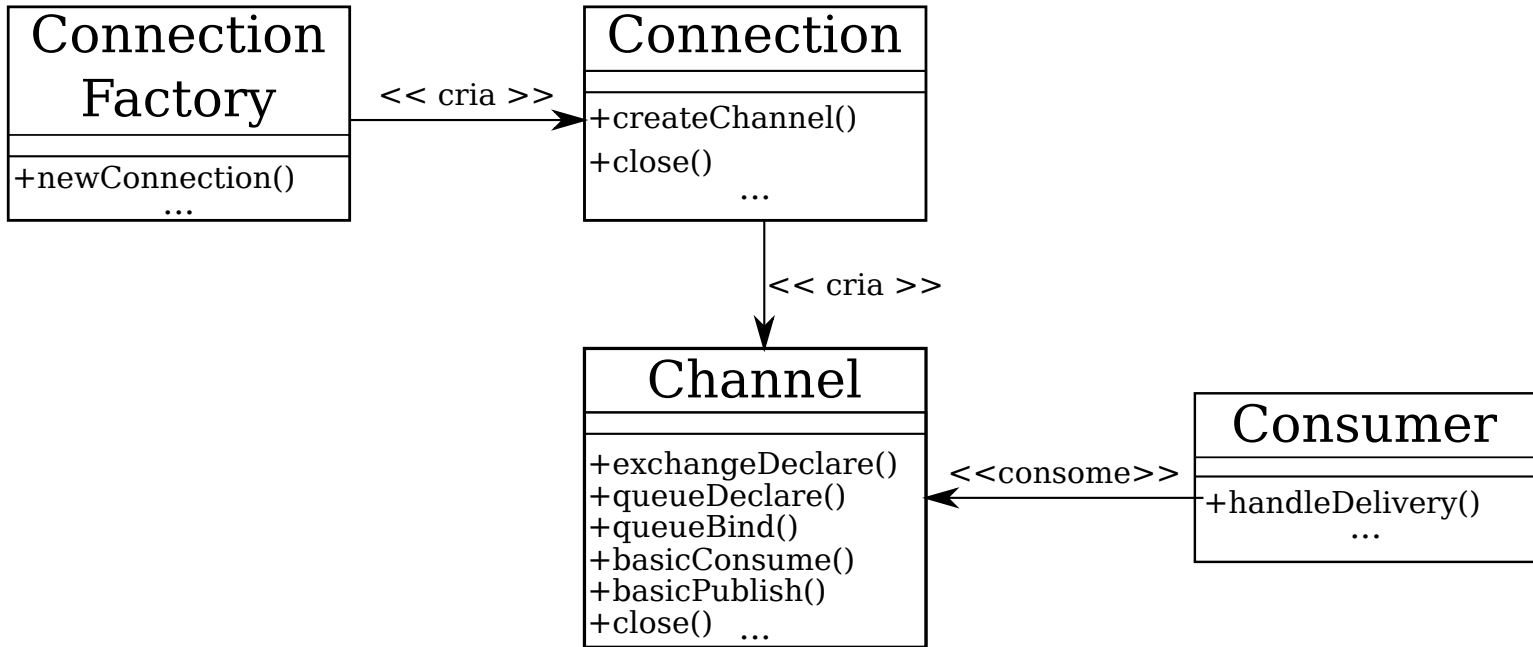 Connection
Factory
+newConnection()
...
<< cria >>
Connection
+createChannel()
+close()
...
<< cria >>
Channel
+exchangeDeclare()
+queueDeclare()
+queueBind()
+basicConsume()
+basicPublish()
+close() ...
<<consome>>
Consumer
+handleDelivery()
...